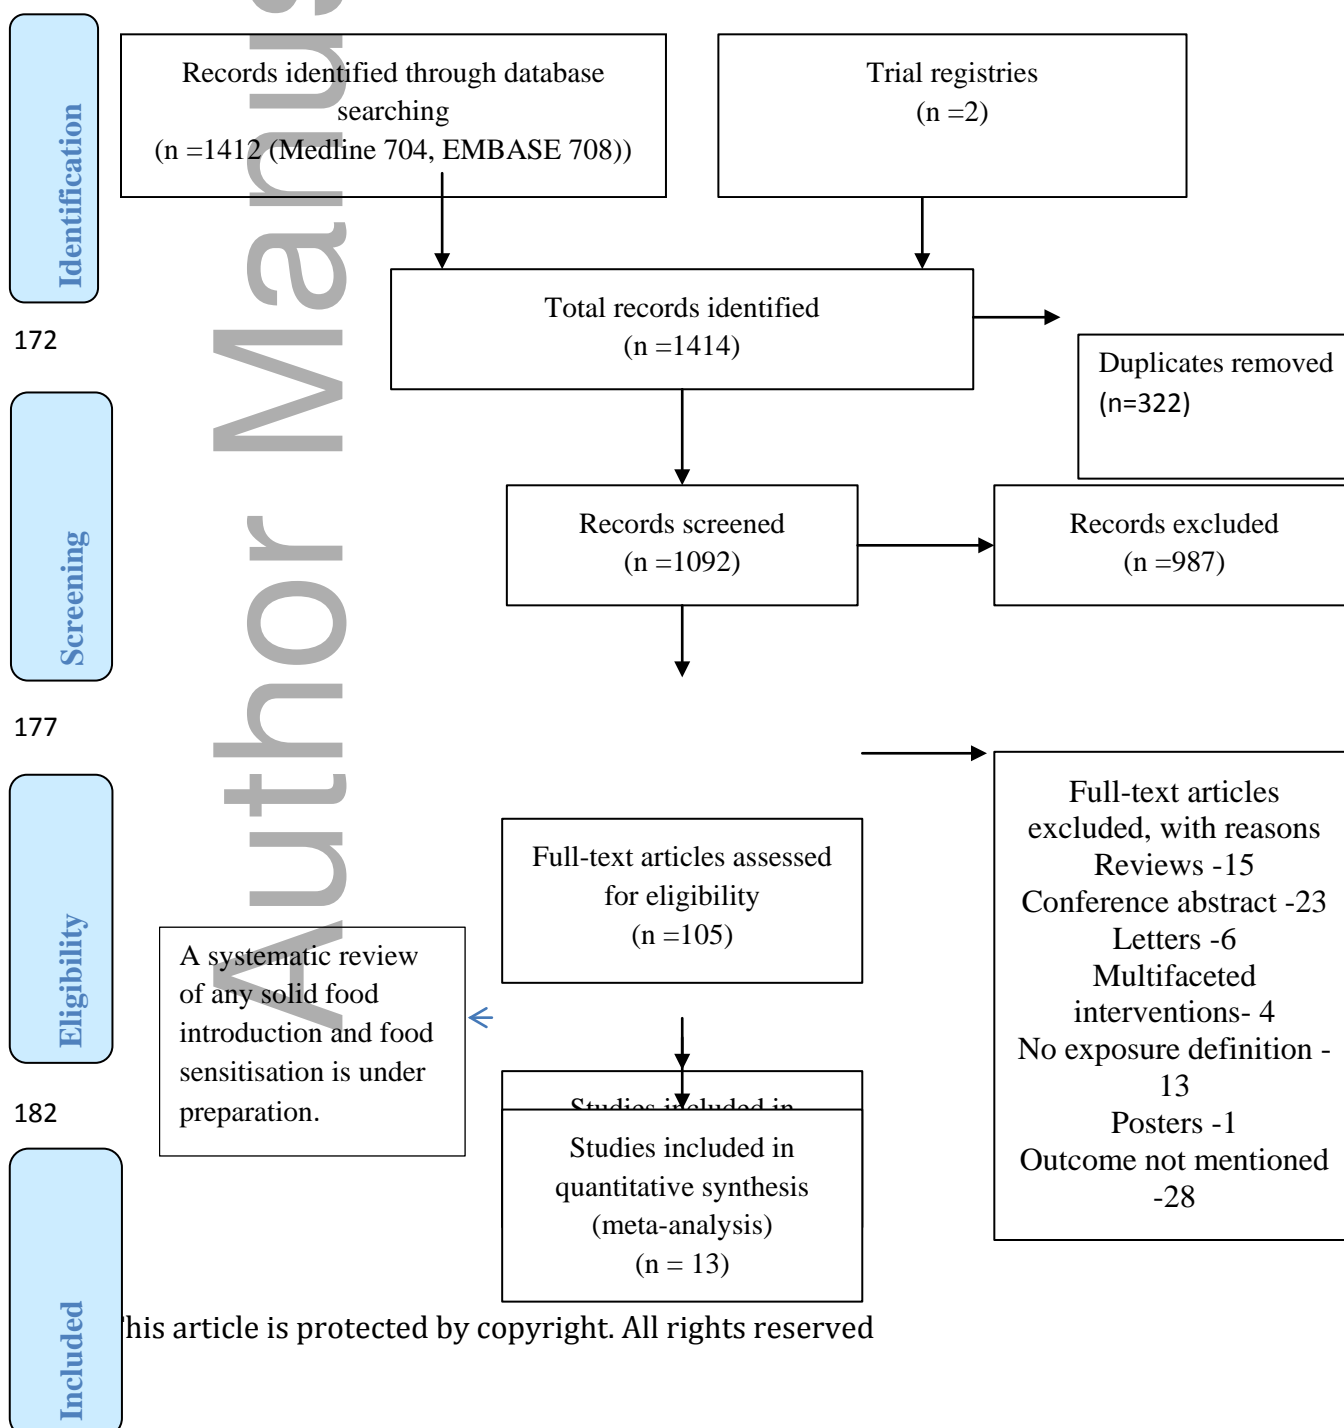 Identification
Records identified through database
searching
(n =1412 (Medline 704, EMBASE 708))
Trial registries
(n =2)
Total records identified
(n =1414)
172
Duplicates removed
(n=322)
Screening
Records screened
(n =1092)
Records excluded
(n =987)
177
Eligibility
Full-text articles assessed
for eligibility
(n =105)
Full-text articles
excluded, with reasons
Reviews -15
Conference abstract -23
Letters -6
Multifaceted
interventions- 4
No exposure definition -
13
Posters -1
Outcome not mentioned
-28
A systematic review
of any solid food
introduction and food
sensitisation is under
preparation.
182
Studies included in
Included
Studies included in
quantitative synthesis
(meta-analysis)
(n = 13)
his article is protected by copyright. All rights reserved
Author Manus